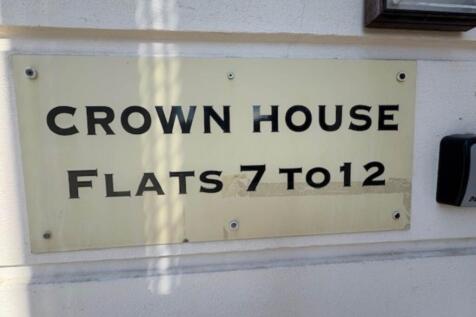 CROWN HOUSE
FLATS 7 TO 12